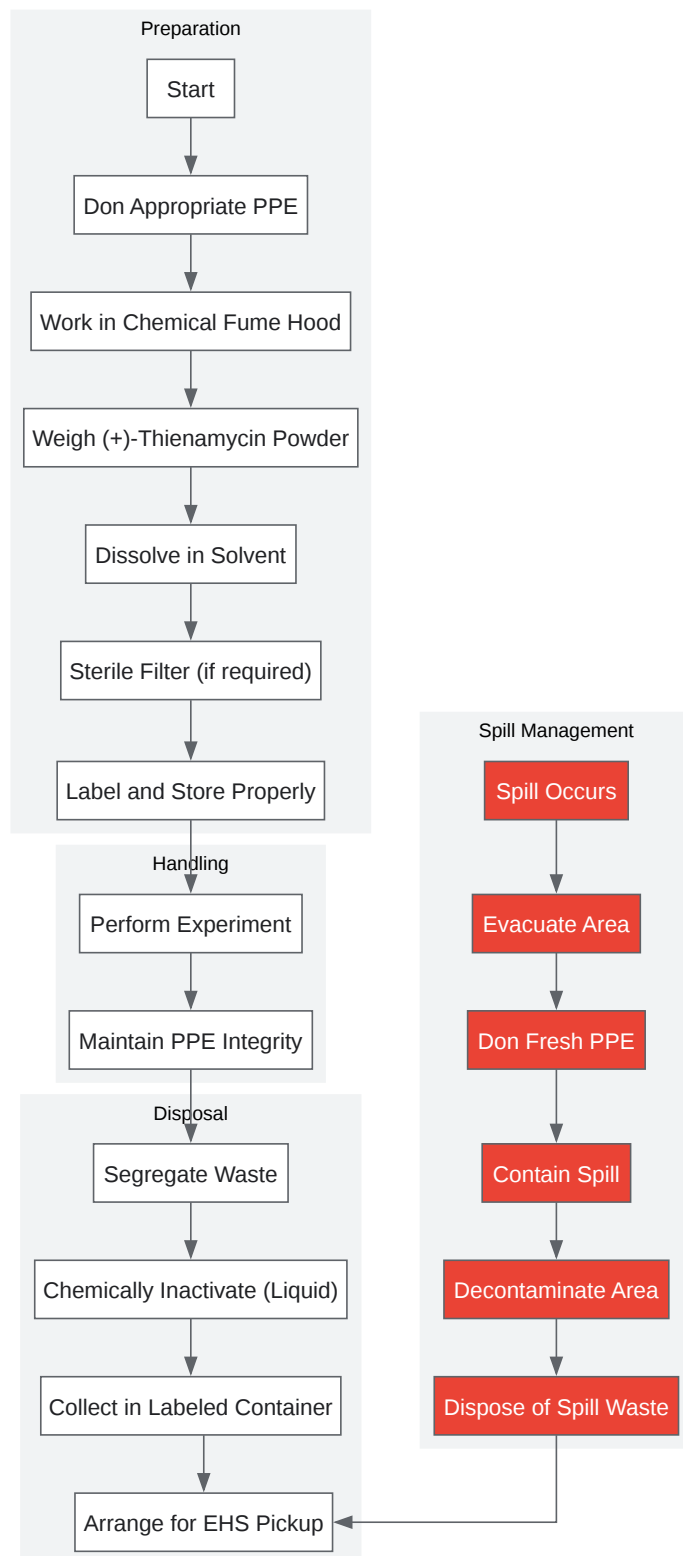 Preparation
Start
Don Appropriate PPE
Work in Chemical Fume Hood
Weigh (+)-Thienamycin Powder
Dissolve in Solvent
Sterile Filter (if required)
Label and Store Properly
Handling
Perform Experiment
Maintain PPE Integrity
Disposal
Segregate Waste
Chemically Inactivate (Liquid)
Collect in Labeled Container
Arrange for EHS Pickup
Spill Management
Spill Occurs
Evacuate Area
Don Fresh PPE
Contain Spill
Decontaminate Area
Dispose of Spill Waste